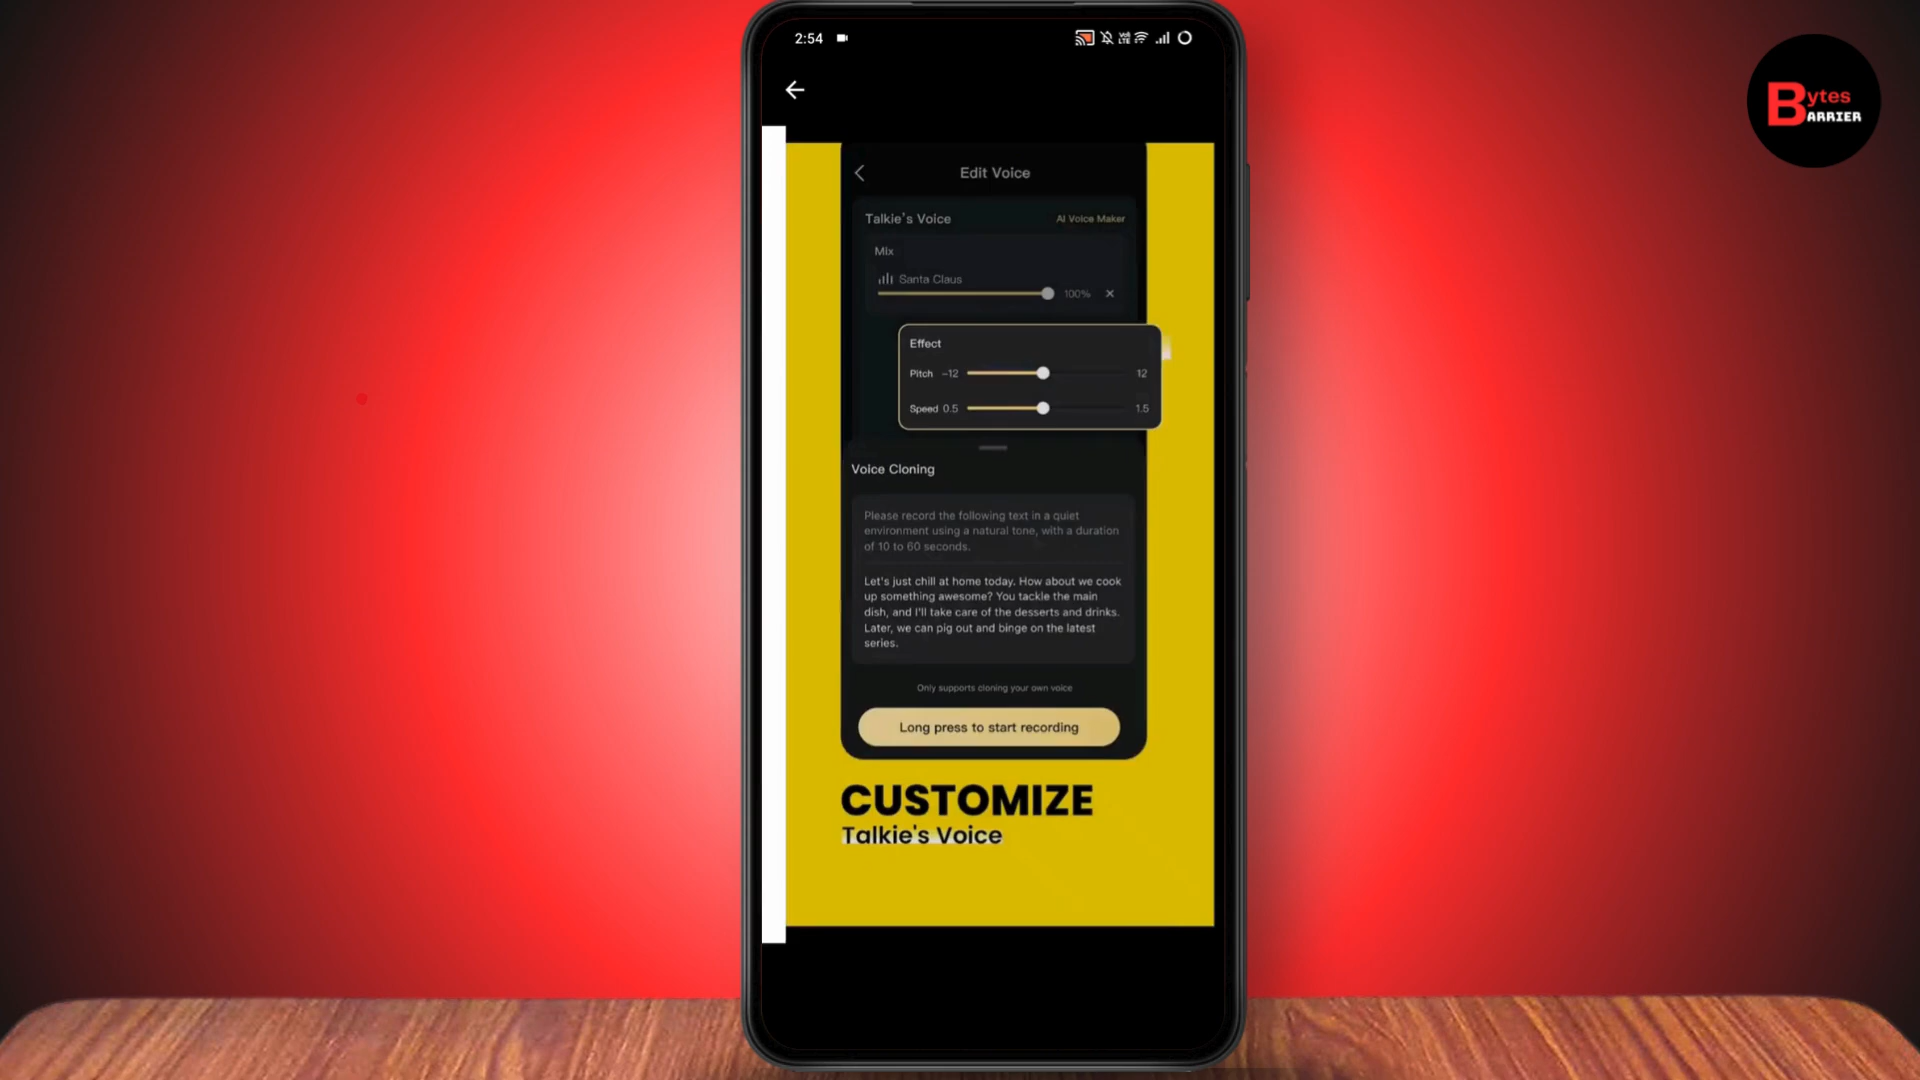 2:54
Bytes
BARRIER
Edit Voice
Talkie's Voice
AI Voice Maker
Mix
Santa Claus
100%
Effect
Pitch -12 12
Speed 0.5 1.5
Voice Cloning
Please record the following text in a quiet
environment using a natural tone, with a duration
of 10 to 60 seconds.
Let's just chill at home today. How about we cook
up something awesome? You tackle the main
dish, and I'll take care of the desserts and drinks.
Later, we can pig out and binge on the latest
series.
Only supports cloning your own voice
Long press to start recording
CUSTOMIZE
Talkie's Voice